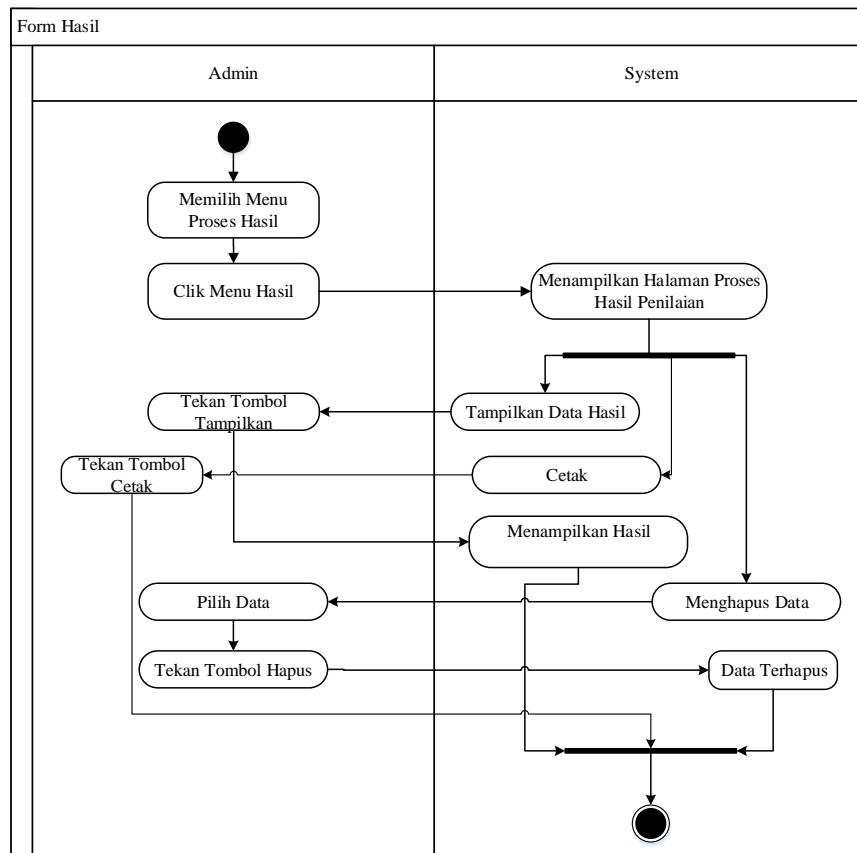 Form Hasil
Admin
System
Memilih Menu
Proses Hasil
Clik Menu Hasil
Menampilkan Halaman Proses
Hasil Penilaian
Tekan Tombol
Tampilkan
Tampilkan Data Hasil
Tekan Tombol
Cetak
Cetak
Menampilkan Hasil
Pilih Data
Menghapus Data
Tekan Tombol Hapus
Data Terhapus